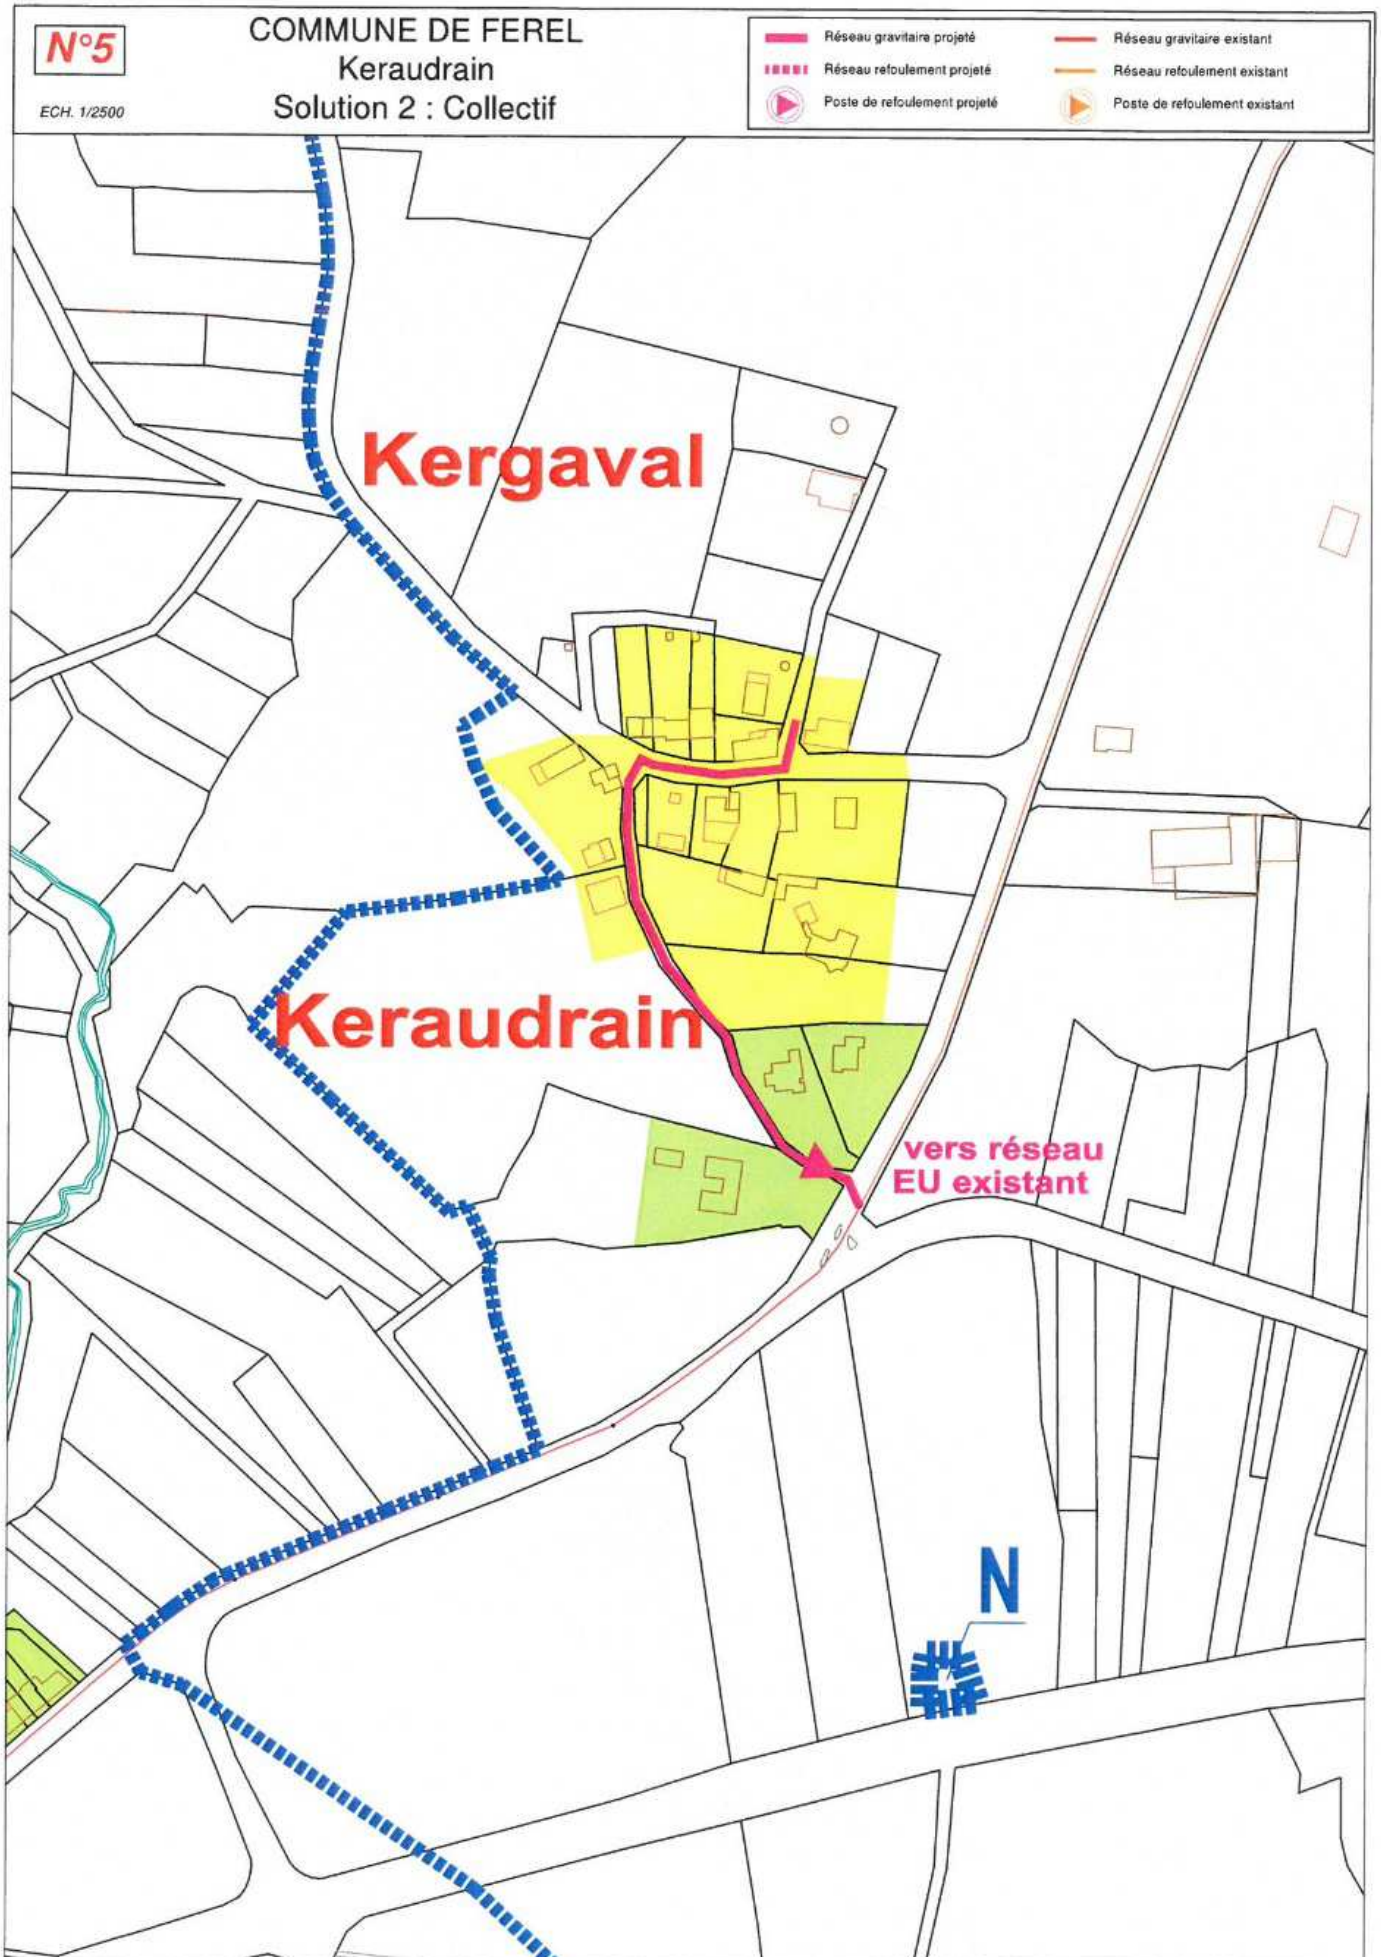 N°5
ECH. 1/2500
COMMUNE DE FEREL
Keraudrain
Solution 2 : Collectif
Réseau gravitaire projeté
Réseau refoulement projeté
Poste de refoulement projeté
Réseau gravitaire existant
Réseau refoulement existant
Poste de refoulement existant
Kergaval
Keraudrain
vers réseau
EU existant
N